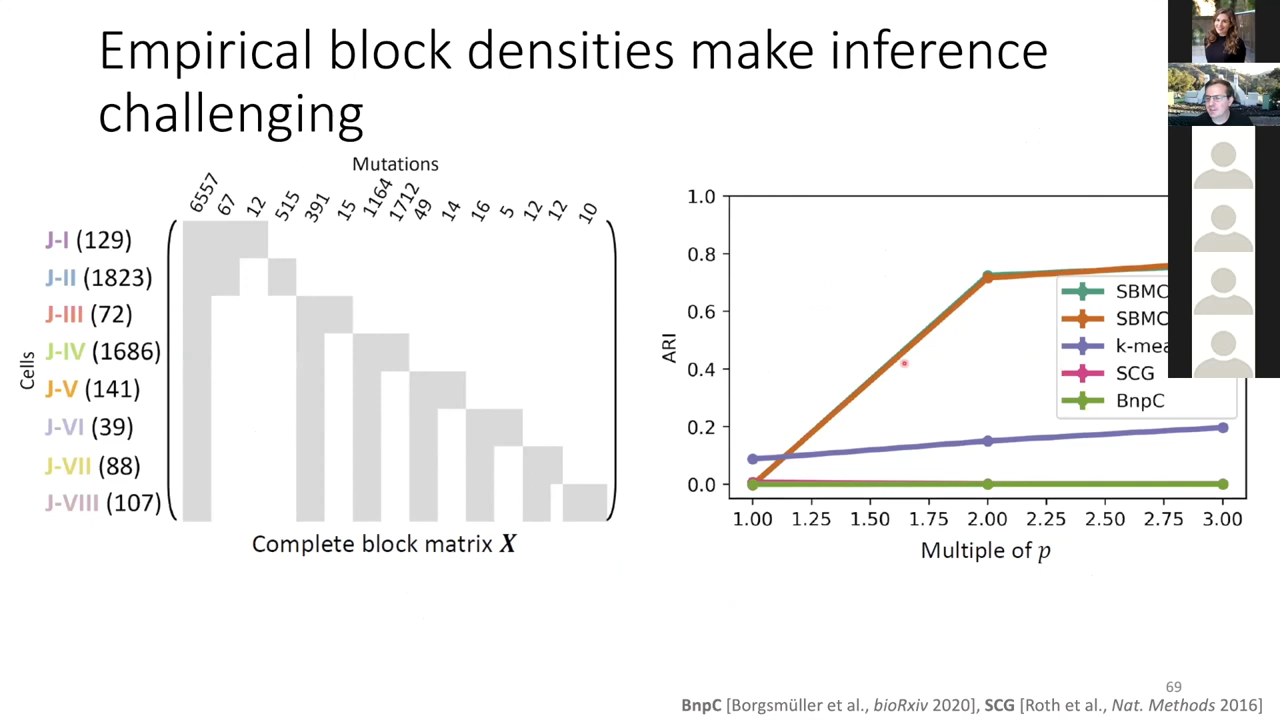 Empirical block densities make inference
challenging
Mutations
6557
67
12
515
391
15
1164
1712
49
14
16
5
12
12
10
Cells
J-I (129)
J-II (1823)
J-III (72)
J-IV (1686)
J-V (141)
J-VI (39)
J-VII (88)
J-VIII (107)
Complete block matrix X
ARI
1.0
0.8
0.6
0.4
0.2
0.0
SBMC
SBMC
k-mea
SCG
BnpC
1.00 1.25 1.50 1.75 2.00 2.25 2.50 2.75 3.00
Multiple of p
69
BnpC [Borgsmüller et al., bioRxiv 2020], SCG [Roth et al., Nat. Methods 2016]